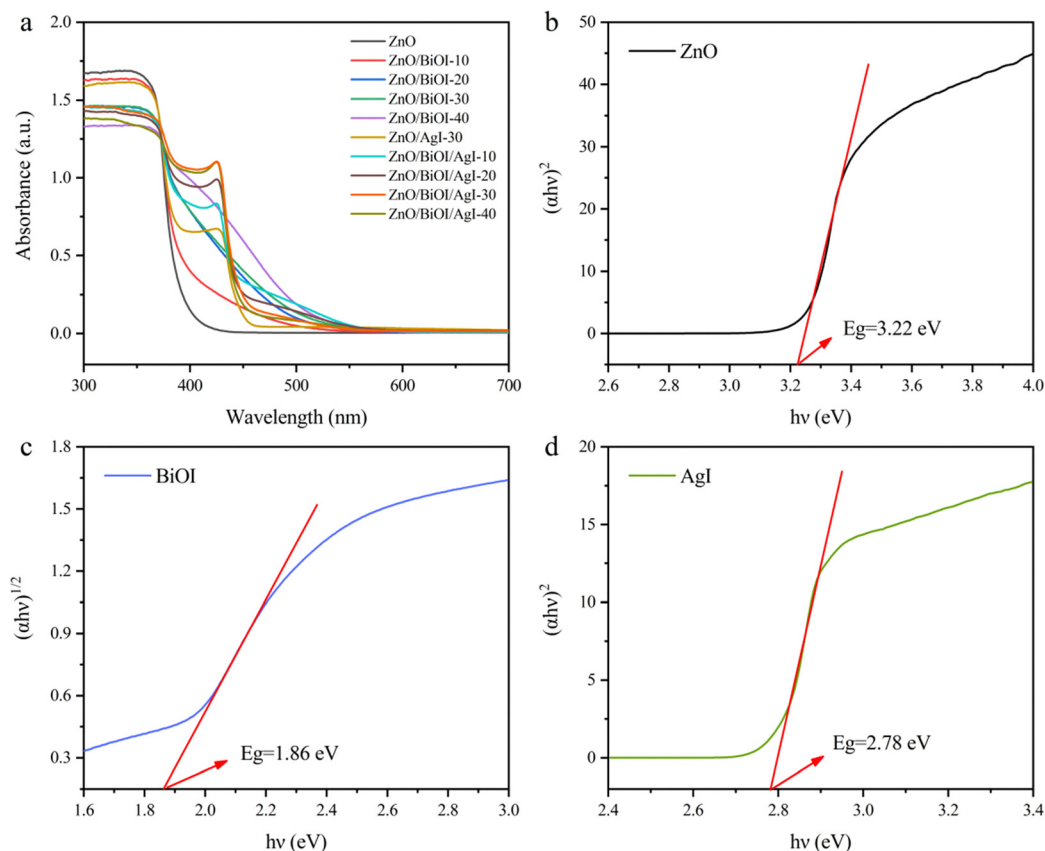 a
2.0
1.5
1.0
0.5
0.0
Absorbance (a.u.)
ZnO
ZnO/BiOI-10
ZnO/BiOI-20
ZnO/BiOI-30
ZnO/BiOI-40
ZnO/AgI-30
ZnO/BiOI/AgI-10
ZnO/BiOI/AgI-20
ZnO/BiOI/AgI-30
ZnO/BiOI/AgI-40
300 400 500 600 700
Wavelength (nm)
b
50
40
30
20
10
0
(αhν)²
ZnO
Eg=3.22 eV
2.6 2.8 3.0 3.2 3.4 3.6 3.8 4.0
hν (eV)
c
1.8
1.5
1.2
0.9
0.6
0.3
(αhν)^1/2
BiOI
Eg=1.86 eV
1.6 1.8 2.0 2.2 2.4 2.6 2.8 3.0
hν (eV)
d
20
15
10
5
0
(αhν)²
AgI
Eg=2.78 eV
2.4 2.6 2.8 3.0 3.2 3.4
hν (eV)